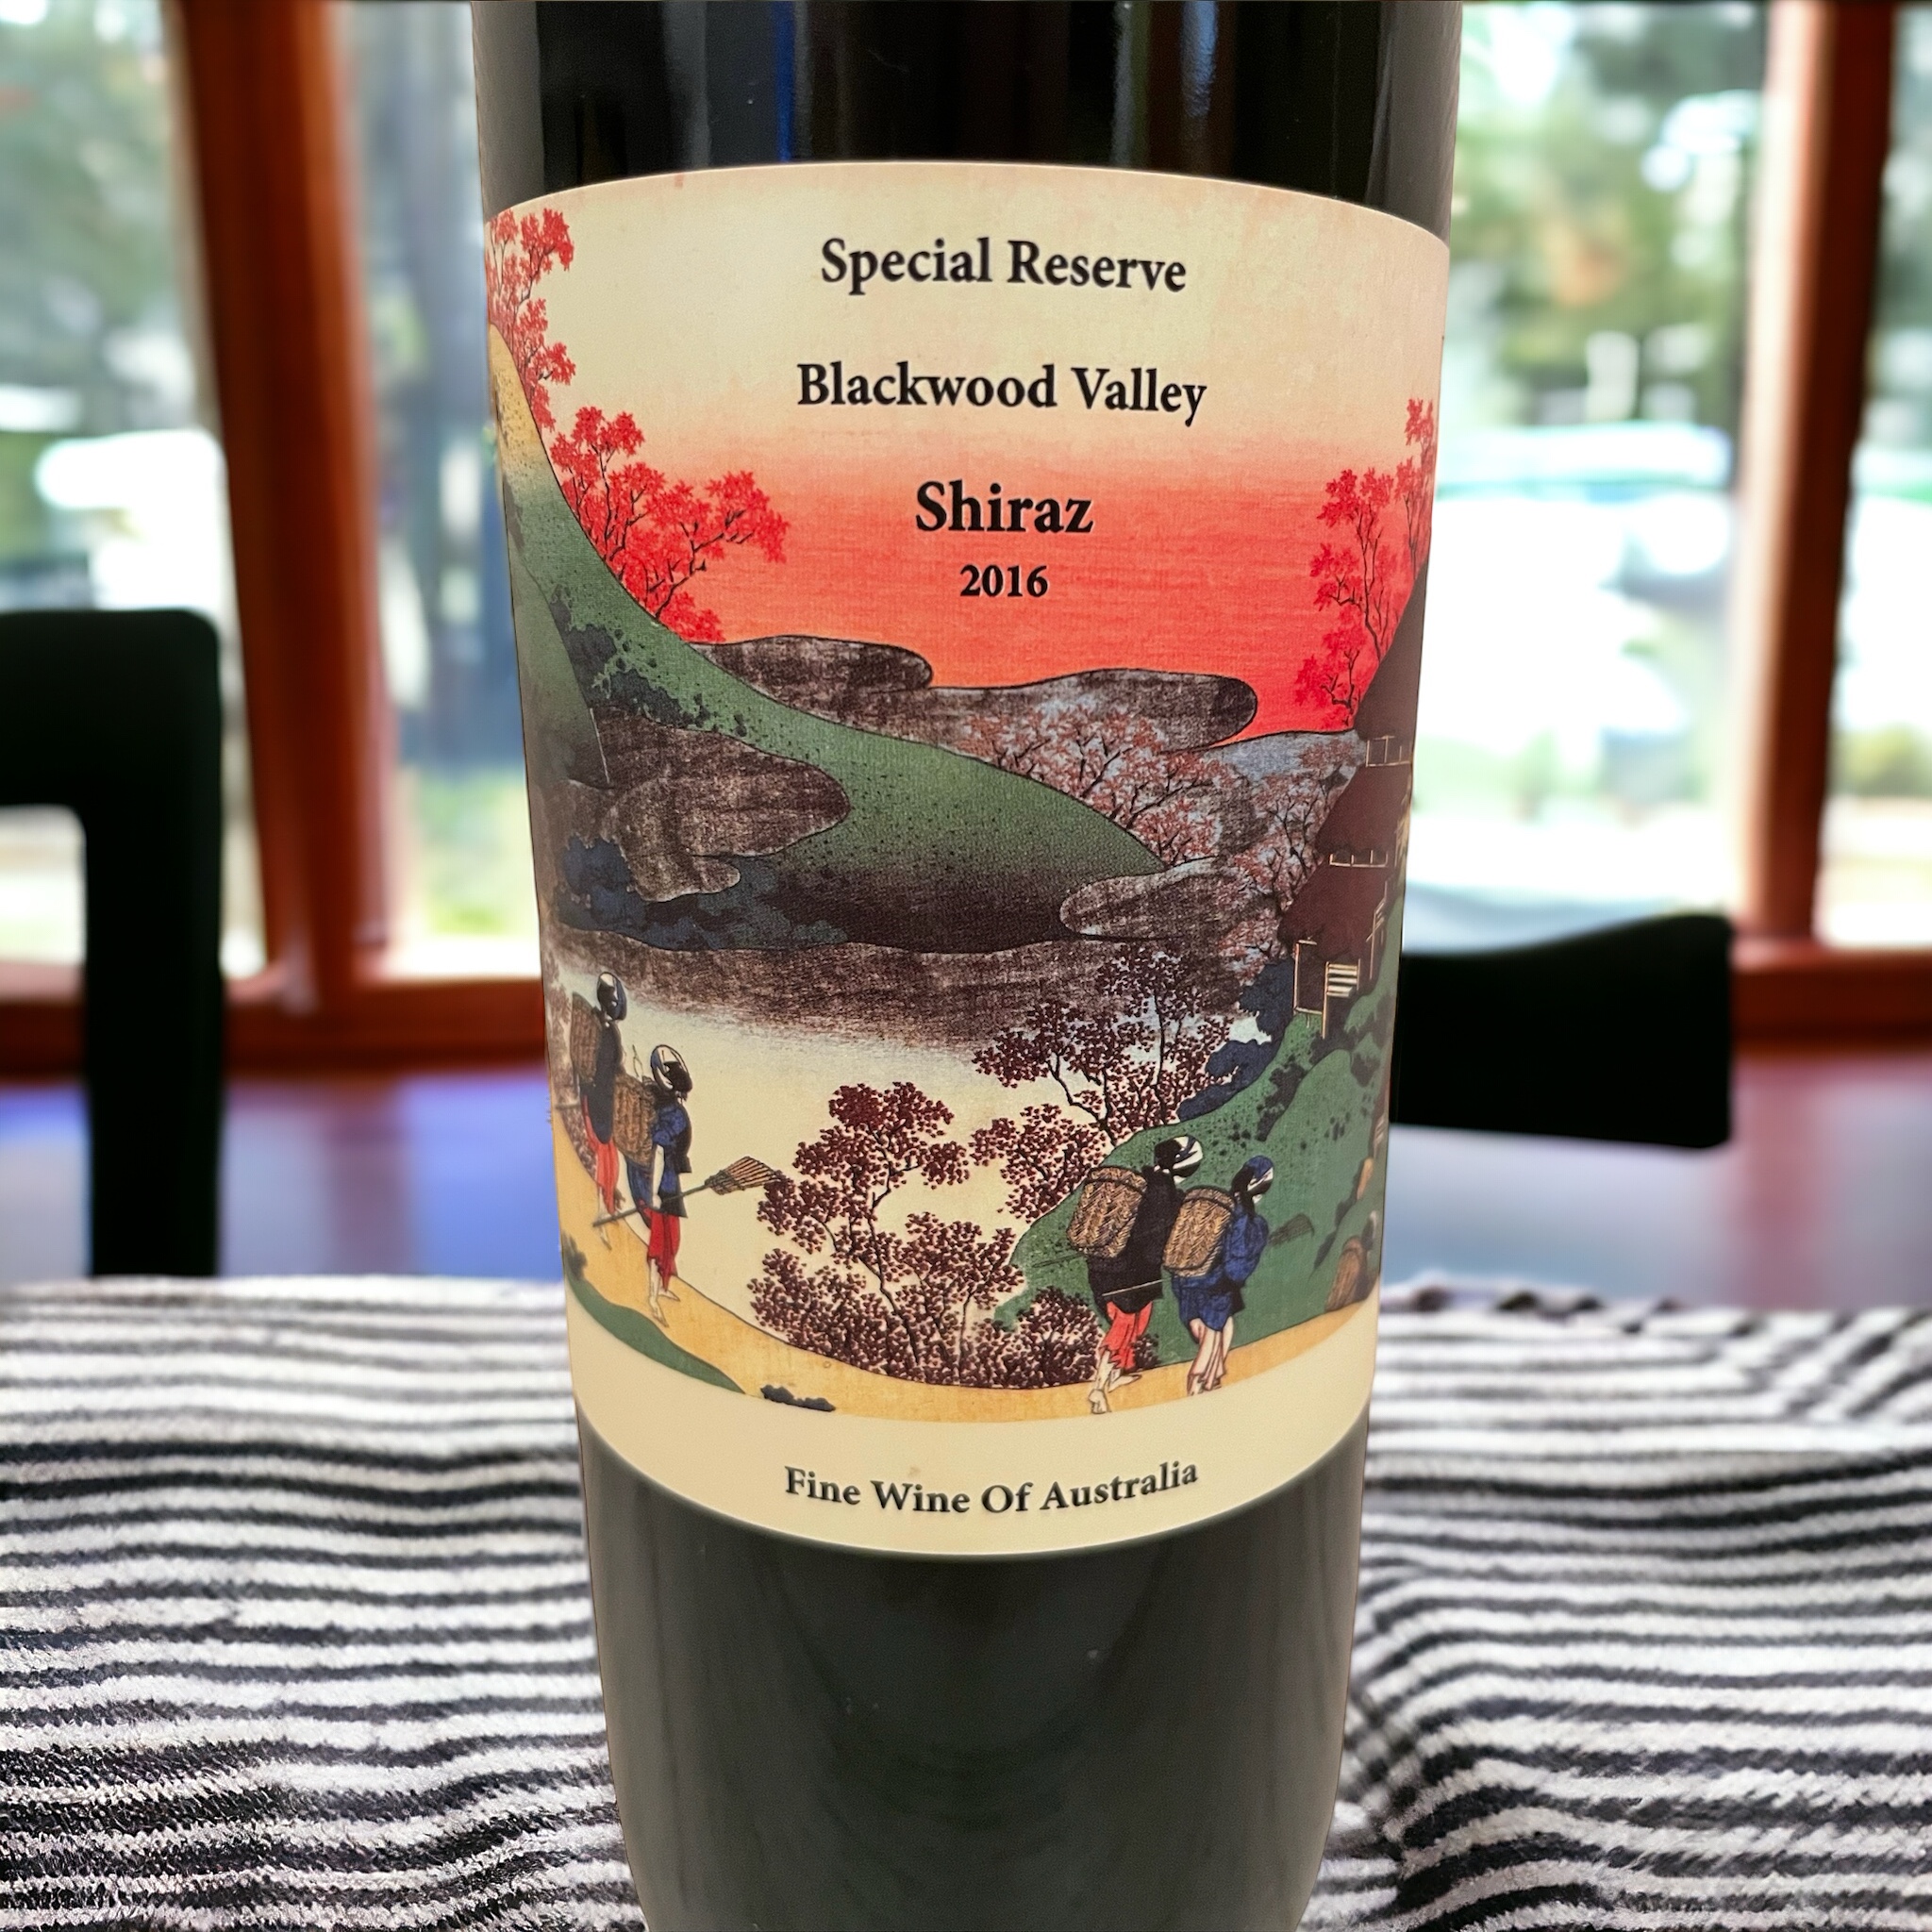 Special Reserve
Blackwood Valley
Shiraz
2016
Fine Wine Of Australia